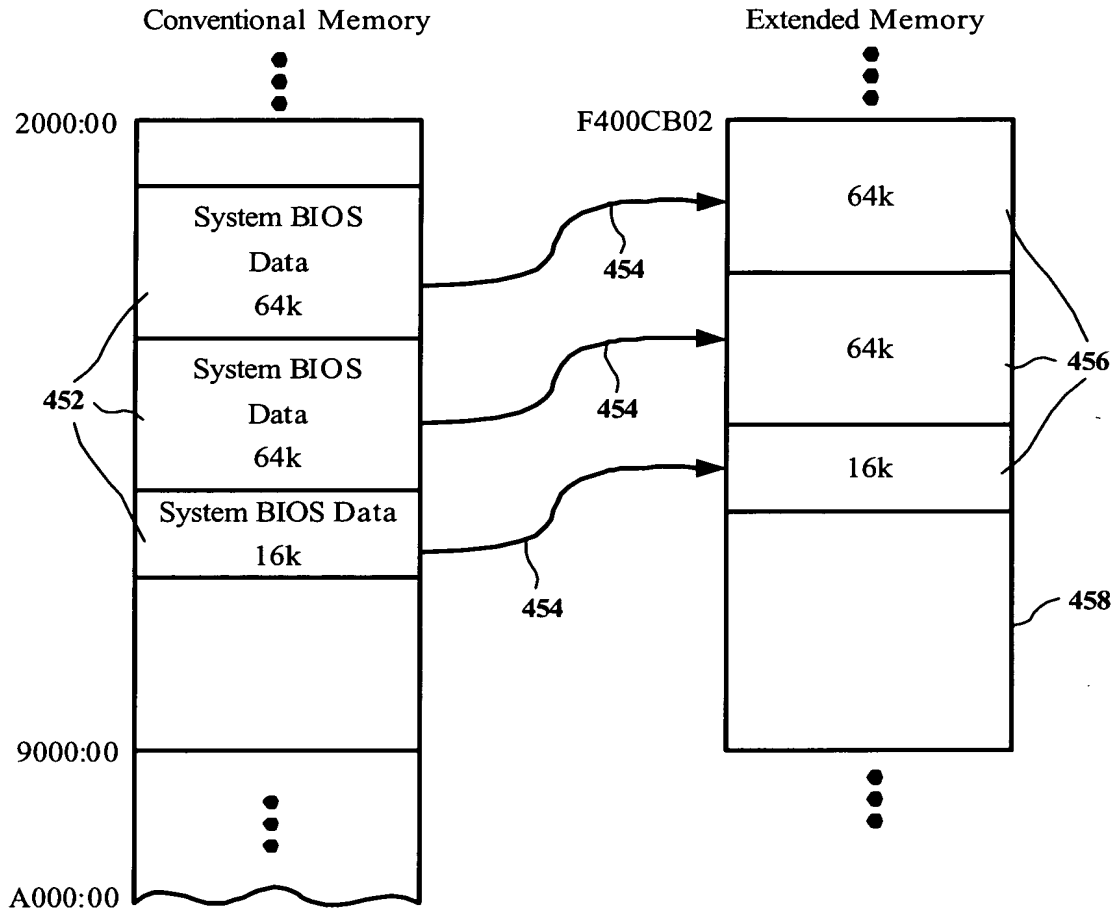 Conventional Memory
Extended Memory
2000:00
F400CB02
System BIOS
Data
64k
64k
454
System BIOS
Data
64k
64k
452
454
456
System BIOS Data
16k
16k
454
458
9000:00
A000:00